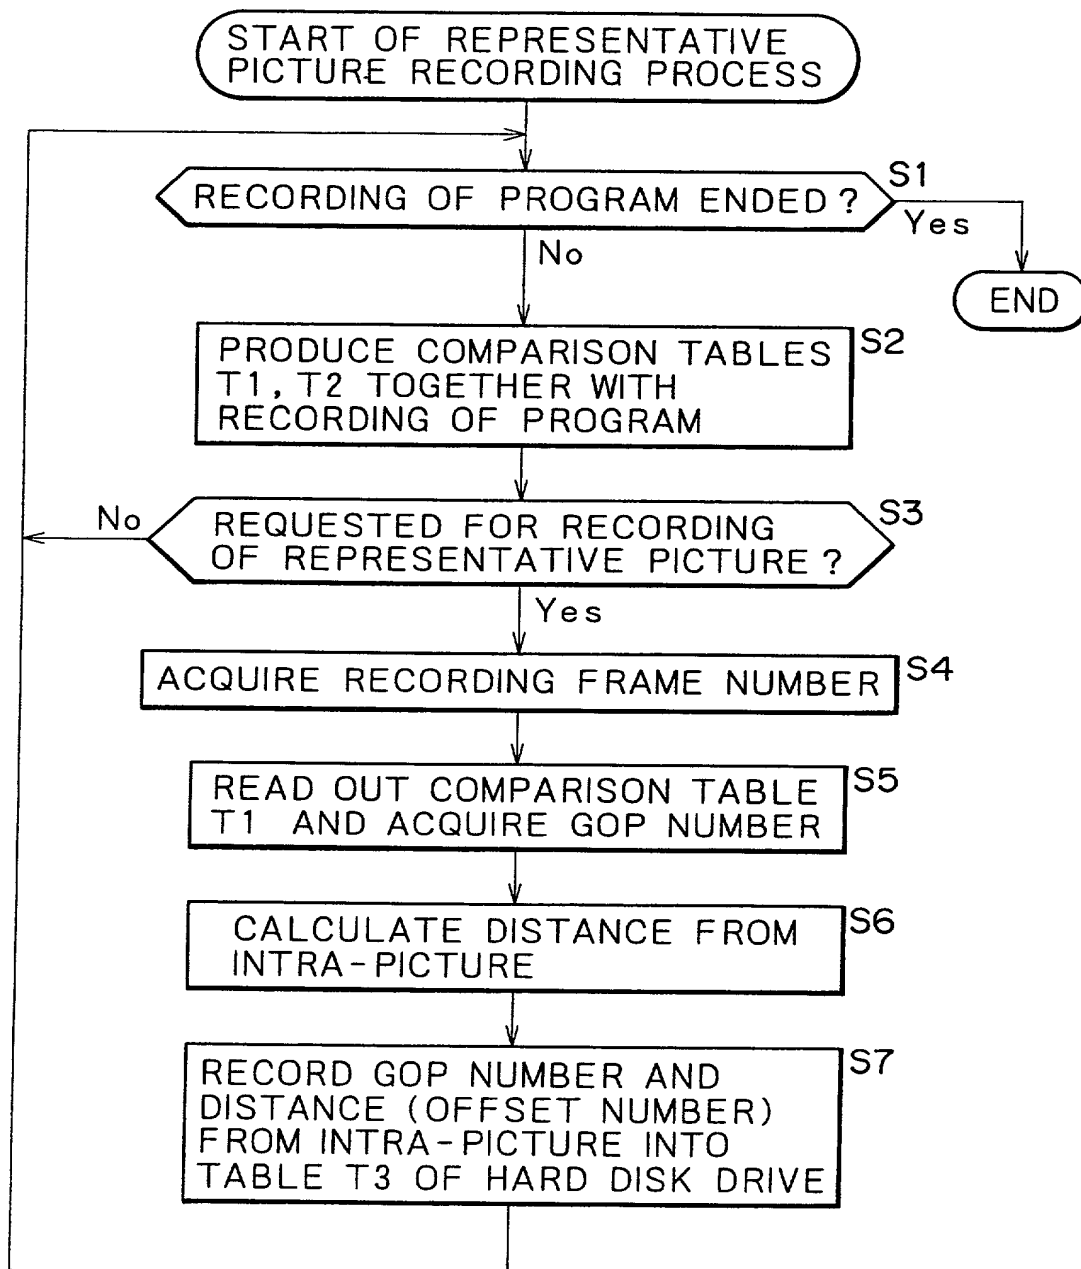 START OF REPRESENTATIVE
PICTURE RECORDING PROCESS
RECORDING OF PROGRAM ENDED ?
S1
Yes
No
END
PRODUCE COMPARISON TABLES
T1, T2 TOGETHER WITH
RECORDING OF PROGRAM
S2
REQUESTED FOR RECORDING
OF REPRESENTATIVE PICTURE ?
S3
No
Yes
ACQUIRE RECORDING FRAME NUMBER
S4
READ OUT COMPARISON TABLE
T1 AND ACQUIRE GOP NUMBER
S5
CALCULATE DISTANCE FROM
INTRA-PICTURE
S6
RECORD GOP NUMBER AND
DISTANCE (OFFSET NUMBER)
FROM INTRA-PICTURE INTO
TABLE T3 OF HARD DISK DRIVE
S7